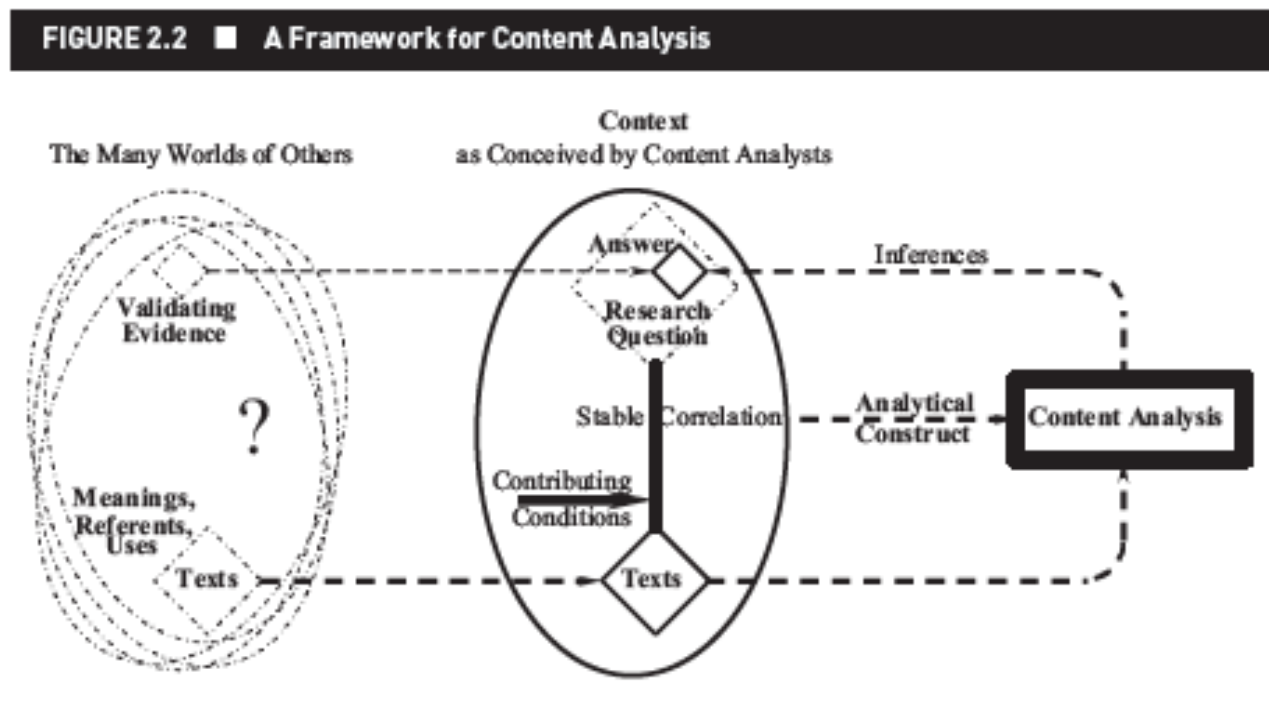 FIGURE 2.2 ■ A Framework for Content Analysis
Context
The Many Worlds of Others
as Conceived by Content Analysts
Answer
Inferences
Validating
Evidence
Research
Question
?
Stable Correlation
Analytical
Construct
Content Analysis
Contributing
Conditions
Meanings,
Referents,
Uses
Texts
Texts